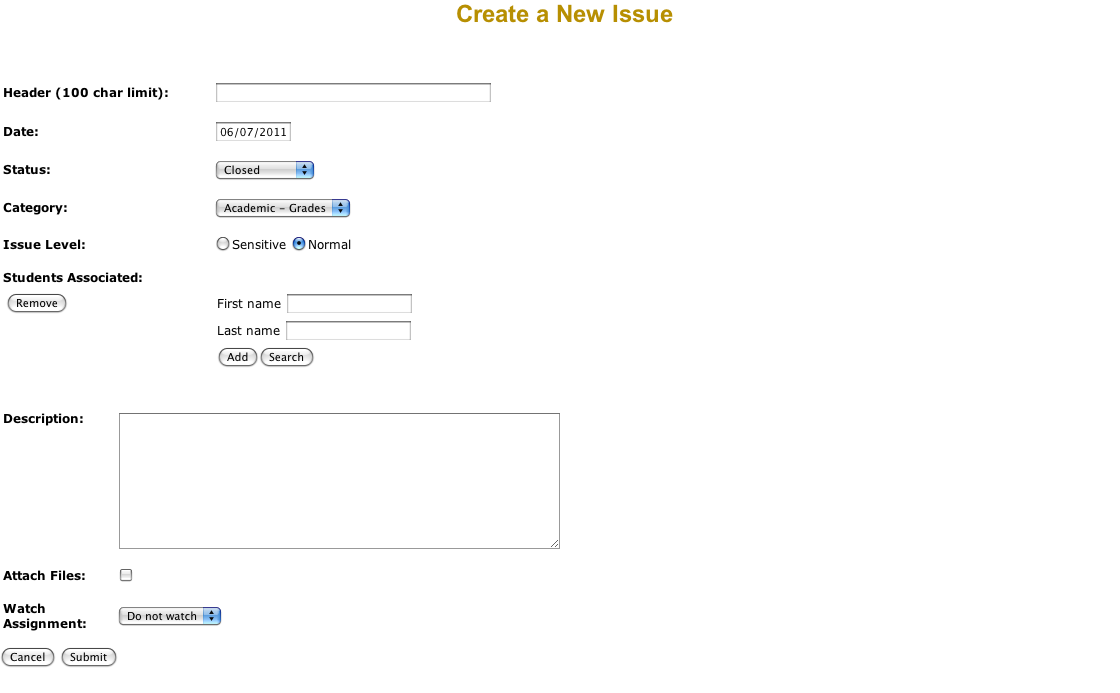 Create a New Issue
Header (100 char limit):
Date: 06/07/2011
Status: Closed
Category: Academic - Grades
Issue Level: Sensitive Normal
Students Associated:
Remove First name
Last name
Add Search
Description:
Attach Files:
Watch
Assignment: Do not watch
Cancel Submit